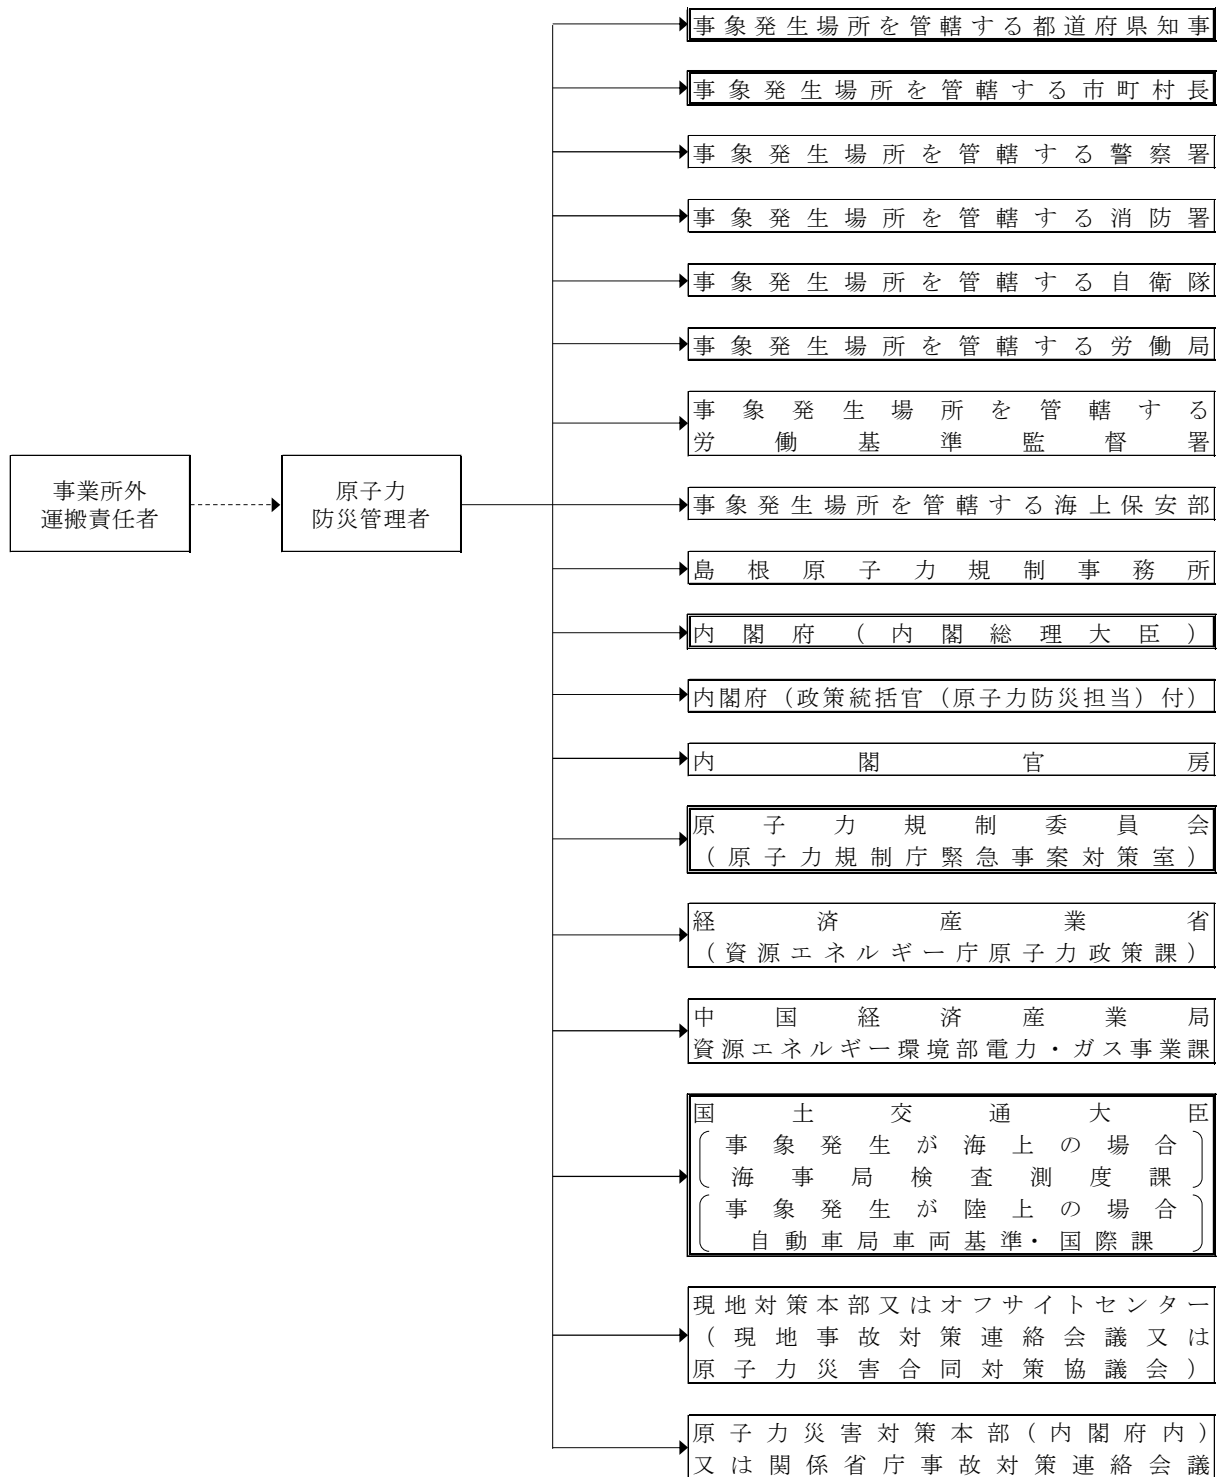 事象発生場所を管轄する都道府県知事
事象発生場所を管轄する市町村長
事象発生場所を管轄する警察署
事象発生場所を管轄する消防署
事象発生場所を管轄する自衛隊
事象発生場所を管轄する労働局
事象発生場所を管轄する
労働基準監督署
事業所外
運搬責任者
原子力
防災管理者
事象発生場所を管轄する海上保安部
島根原子力規制事務所
内閣府(内閣総理大臣)
内閣府(政策統括官(原子力防災担当)付)
内閣官房
原子力規制委員会
(原子力規制庁緊急事案対策室)
経済産業省
(資源エネルギー庁原子力政策課)
中国経済産業局
資源エネルギー環境部電力・ガス事業課
国土交通大臣
事象発生が海上の場合
海事局検査測度課
事象発生が陸上の場合
自動車局車両基準・国際課
現地対策本部又はオフサイトセンター
(現地事故対策連絡会議又は
原子力災害合同対策協議会)
原子力災害対策本部(内閣府内)
又は関係省庁事故対策連絡会議